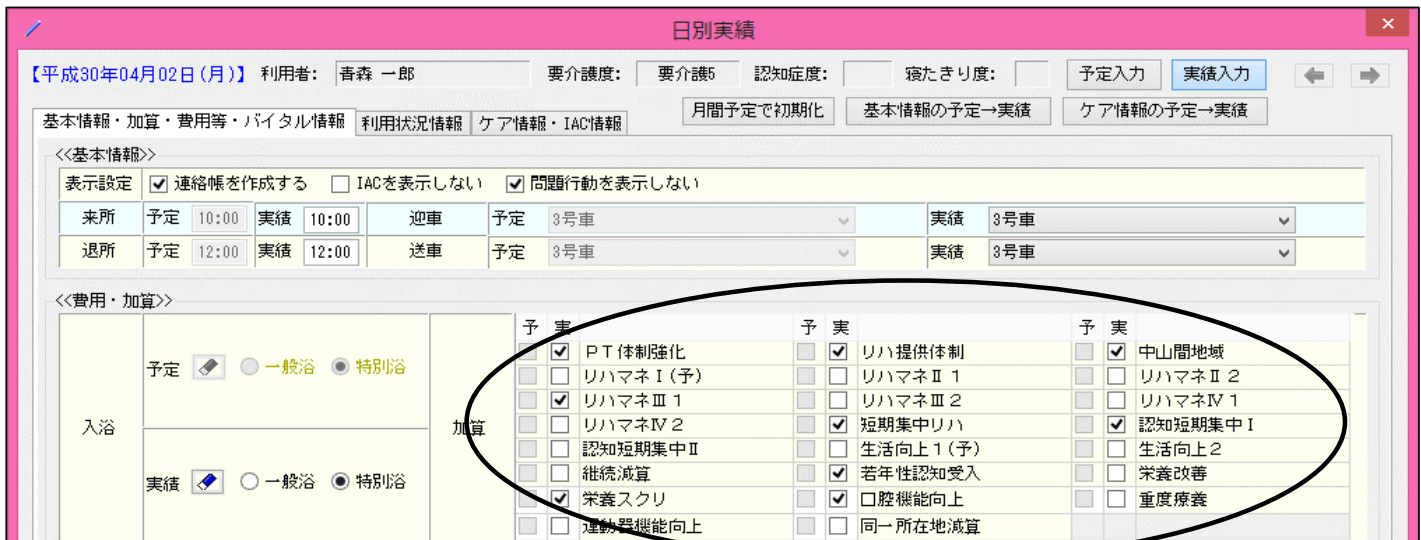 日別実績
【平成30年04月02日(月)】 利用者: 青森 一郎 要介護度: 要介護5 認知症度: 寝たきり度: 予定入力 実績入力
月間予定で初期化 基本情報の予定→実績 ケア情報の予定→実績
基本情報・加算・費用等・バイタル情報 利用状況情報 ケア情報・IAC情報
<<基本情報>>
表示設定 連絡帳を作成する IACを表示しない 問題行動を表示しない
来所 予定 10:00 実績 10:00 迎車 予定 3号車 実績 3号車
退所 予定 12:00 実績 12:00 送車 予定 3号車 実績 3号車
<<費用・加算>>
予 実 予 実 予 実
入浴 予定 一般浴 特別浴
実績 一般浴 特別浴
加算
PT体制強化 リハ提供体制 中山間地域
リハマネⅠ(予) リハマネⅡ1 リハマネⅡ2
リハマネⅢ1 リハマネⅢ2 リハマネⅣ1
リハマネⅣ2 短期集中リハ 認知短期集中Ⅰ
認知短期集中Ⅱ 生活向上1(予) 生活向上2
継続減算 若年性認知受入 栄養改善
栄養スクリ 口腔機能向上 重度療養
運動器機能向上 同一所在地減算